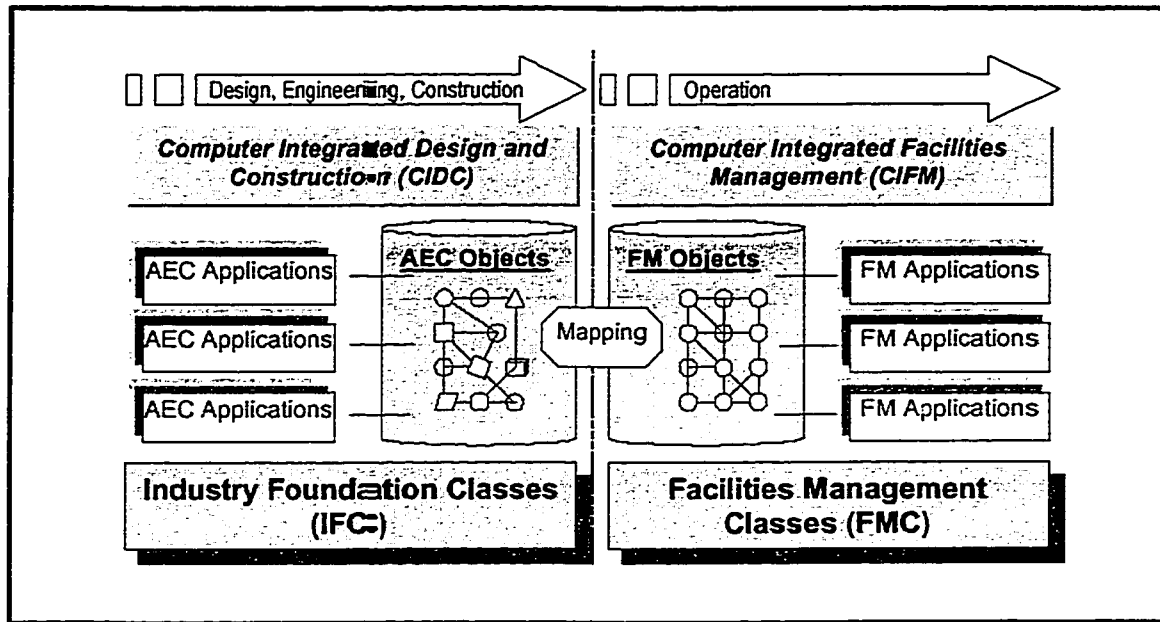 Design, Engineering, Construction
Operation
Computer Integrated Design and
Construction (CIDC)
Computer Integrated Facilities
Management (CIFM)
AEC Objects
FM Objects
AEC Applications
AEC Applications
AEC Applications
Mapping
FM Applications
FM Applications
FM Applications
Industry Foundation Classes
(IFC)
Facilities Management
Classes (FMC)